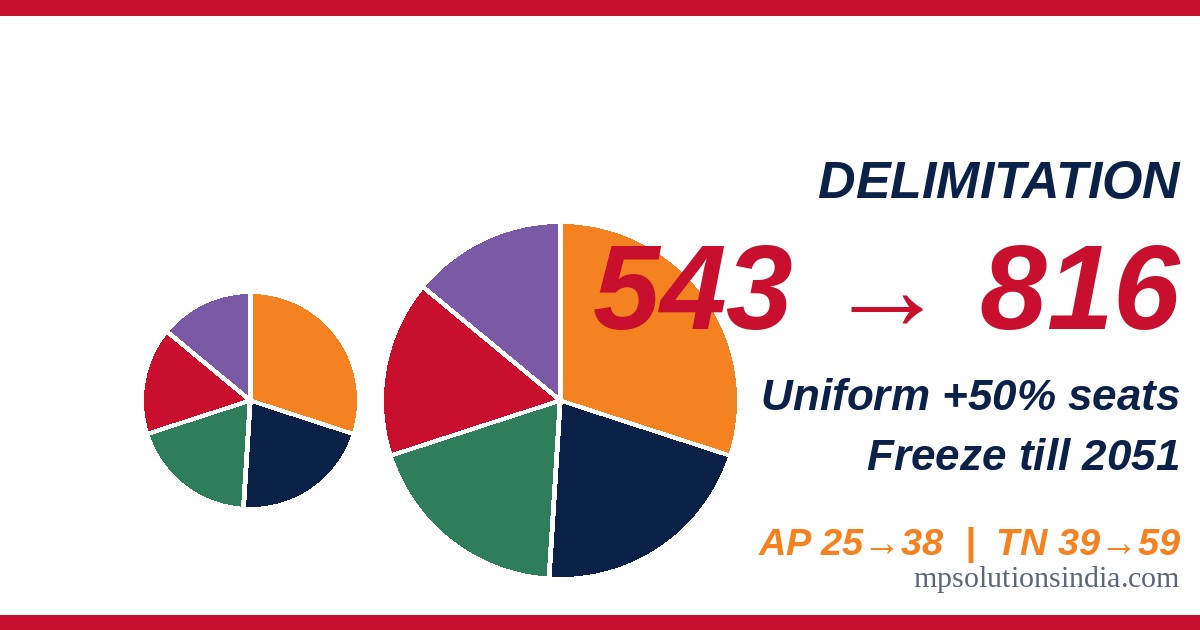 DELIMITATION
543 → 816
Uniform +50% seats
Freeze till 2051
AP 25→38 | TN 39→59
mpsolutionsindia.com